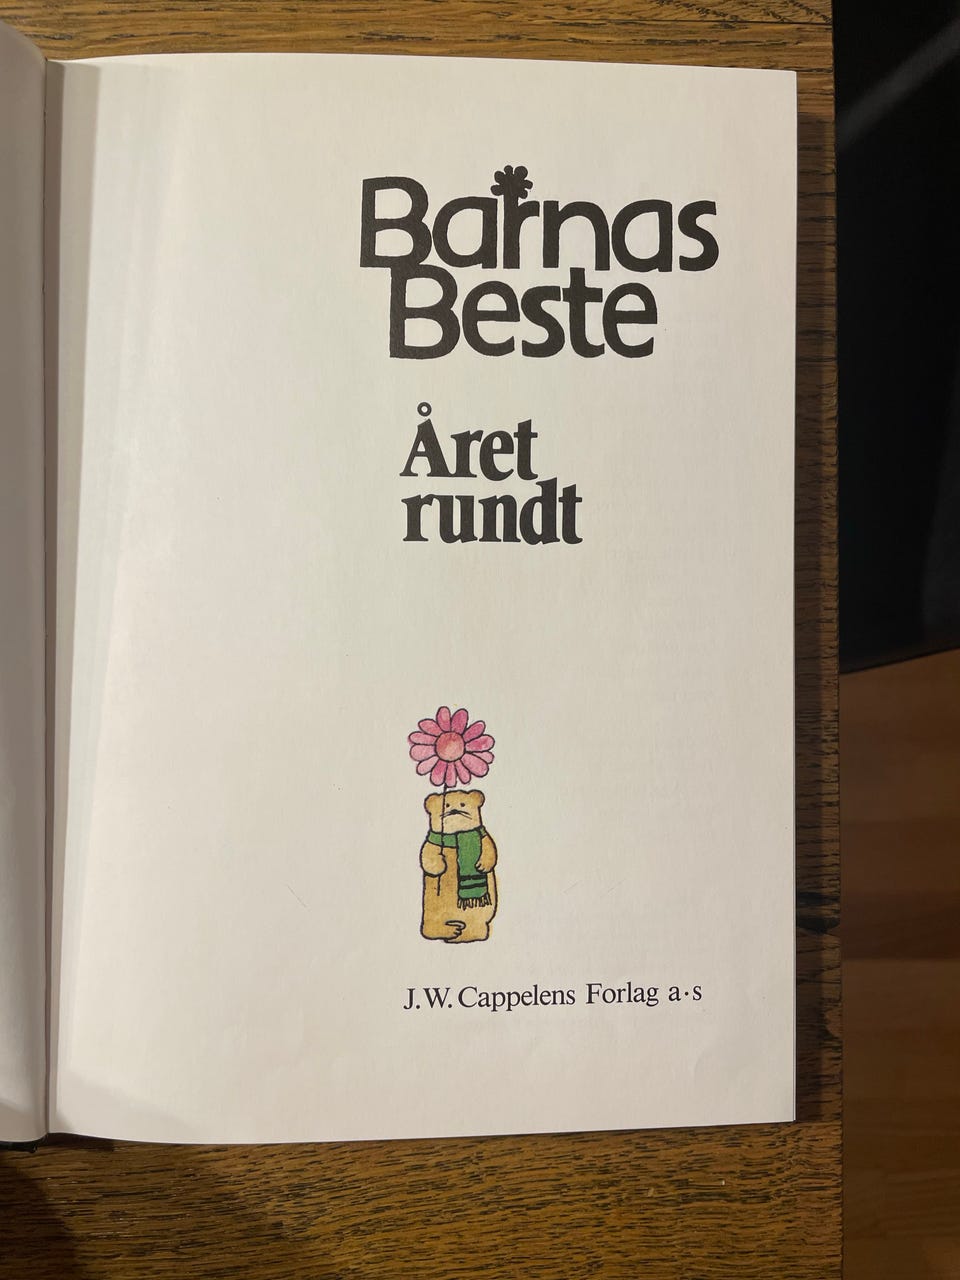 Barnas
Beste
Året
rundt
J.W. Cappelens Forlag a·s